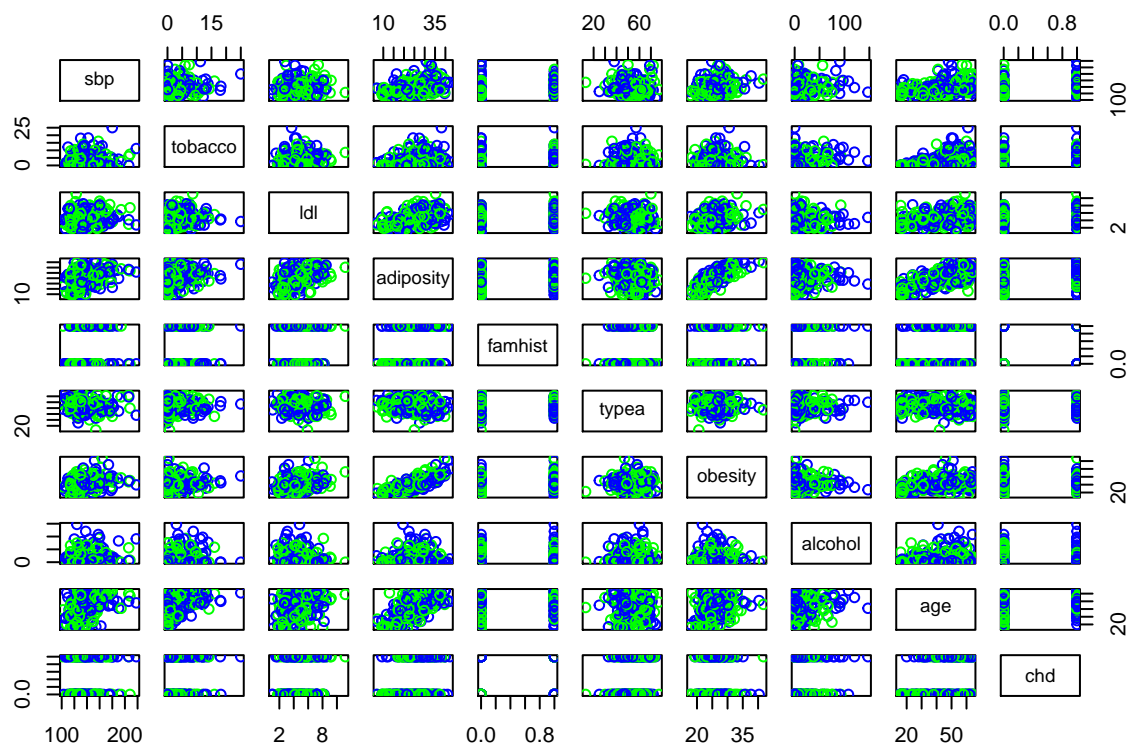 0 15 10 35 20 60 0 100 0.0 0.8
sbp 100
25 0 tobacco
ldl 2
10 adiposity
famhist 0.0
20 typea
obesity 20
0 alcohol
age 20
0.0 chd
100 200 2 8 0.0 0.8 20 35 20 50